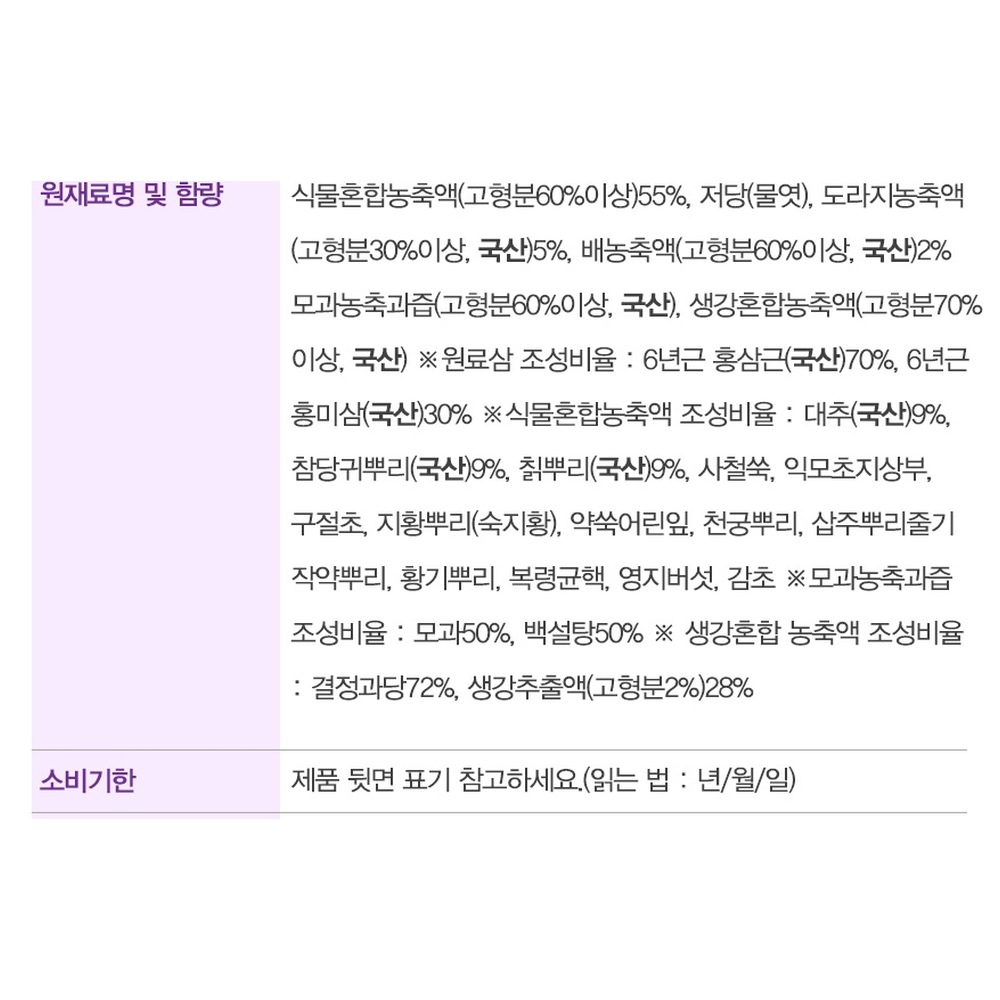 원재료명 및 함량
식물혼합농축액(고형분60%이상)55%, 저당(물엿), 도라지농축액
(고형분30%이상, 국산)5%, 배농축액(고형분60%이상, 국산)2%
모과농축과즙(고형분60%이상, 국산), 생강혼합농축액(고형분70%
이상, 국산) ※원료삼 조성비율 : 6년근 홍삼근(국산)70%, 6년근
홍미삼(국산)30% ※식물혼합농축액 조성비율 : 대추(국산)9%,
참당귀뿌리(국산)9%, 칡뿌리(국산)9%, 사철쑥, 익모초지상부,
구절초, 지황뿌리(숙지황), 약쑥어린잎, 천궁뿌리, 삽주뿌리줄기
작약뿌리, 황기뿌리, 복령균핵, 영지버섯, 감초 ※모과농축과즙
조성비율 : 모과50%, 백설탕50% ※ 생강혼합 농축액 조성비율
: 결정과당72%, 생강추출액(고형분2%)28%
소비기한
제품 뒷면 표기 참고하세요.(읽는 법 : 년/월/일)